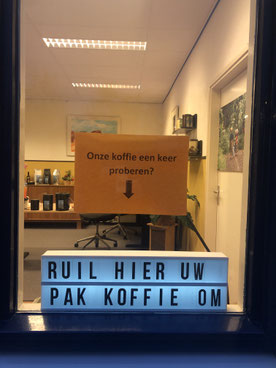 Onze koffie een keer
proberen?
RUIL HIER UW
PAK KOFFIE OM